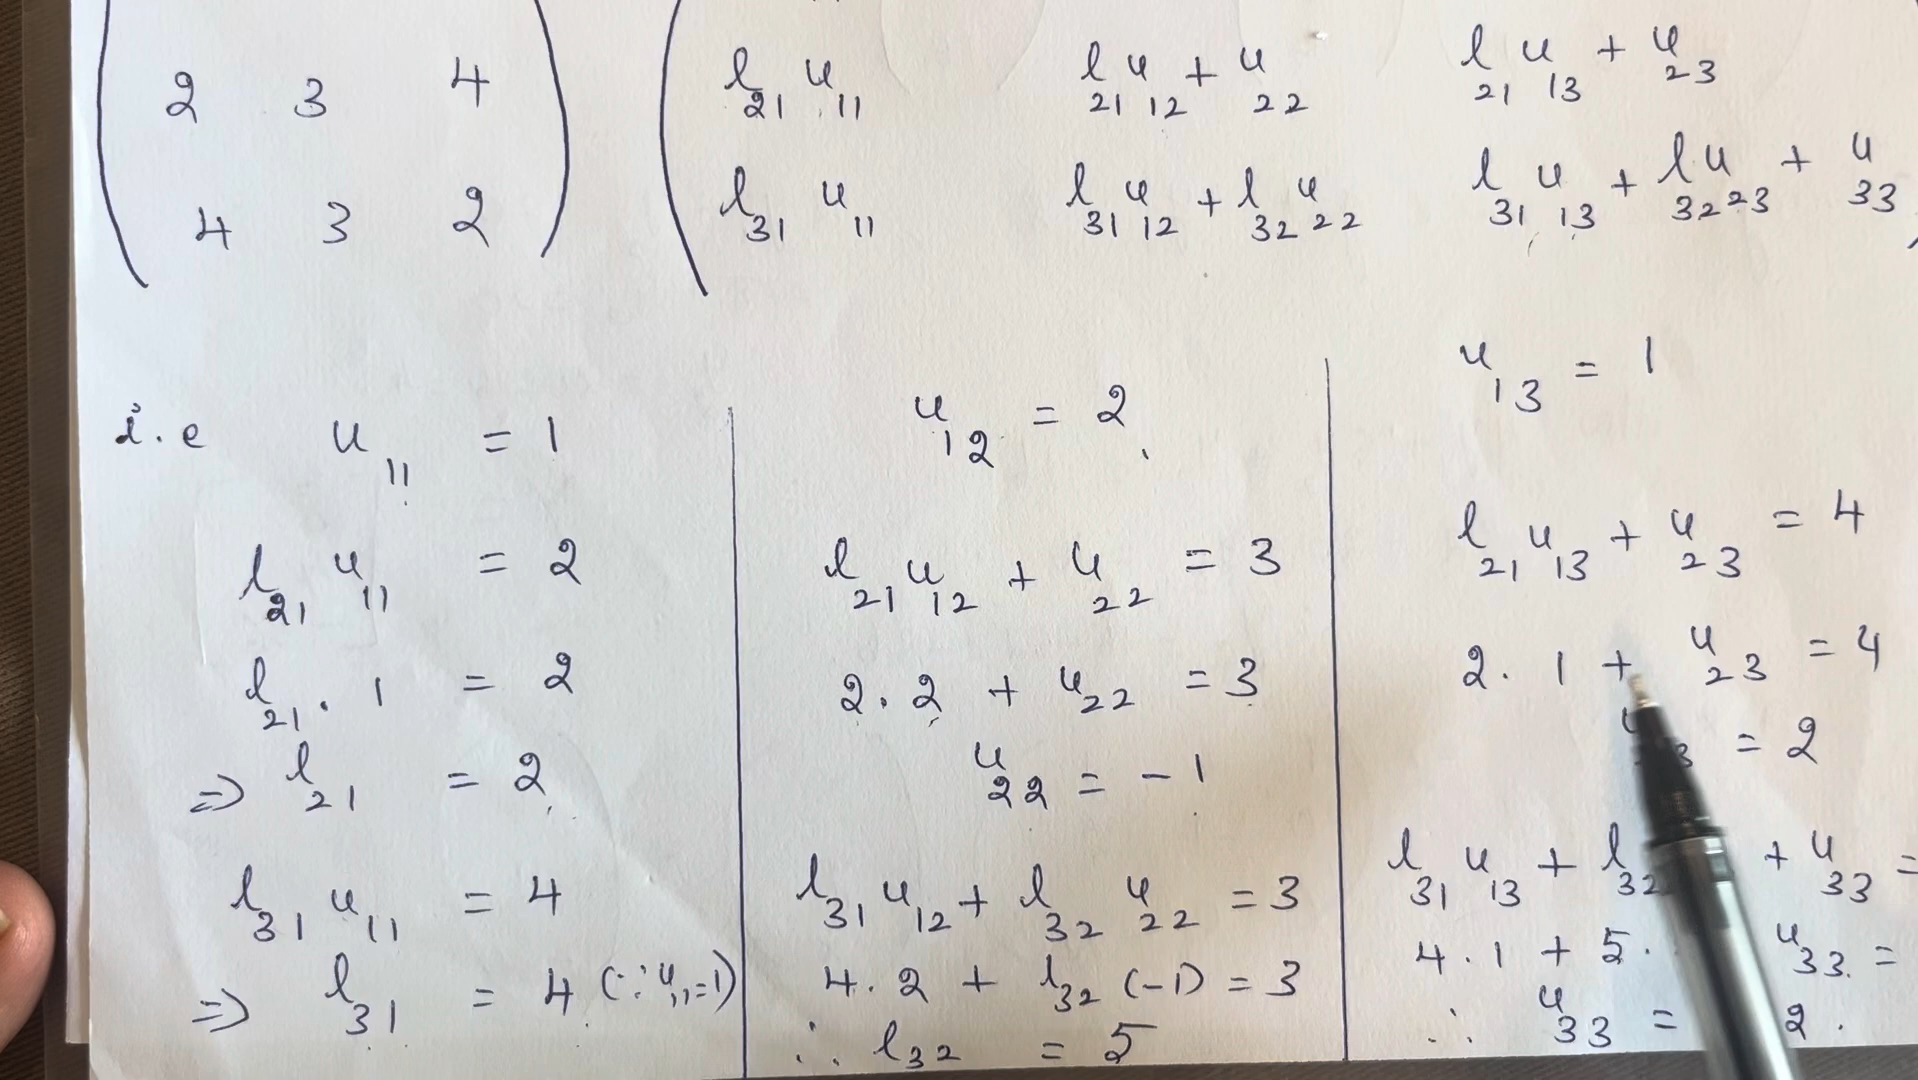 2 3 4 l21 u11 l21 u12 + u22 l21 u13 + u23
4 3 2 l31 u11 l31 u12 + l32 u22 l31 u13 + l32 u23 + u33
i.e u11 = 1
l21 u11 = 2
l21 . 1 = 2
⇒ l21 = 2
l31 u11 = 4
⇒ l31 = 4 (∵ u11 = 1)
u12 = 2
l21 u12 + u22 = 3
2 . 2 + u22 = 3
u22 = -1
l31 u12 + l32 u22 = 3
4 . 2 + l32 (-1) = 3
∴ l32 = 5
u13 = 1
l21 u13 + u23 = 4
2 . 1 + u23 = 4
= 2
l31 u13 + l32 + u33 =
4 . 1 + 5 . u33 =
∴ u33 = 2 .